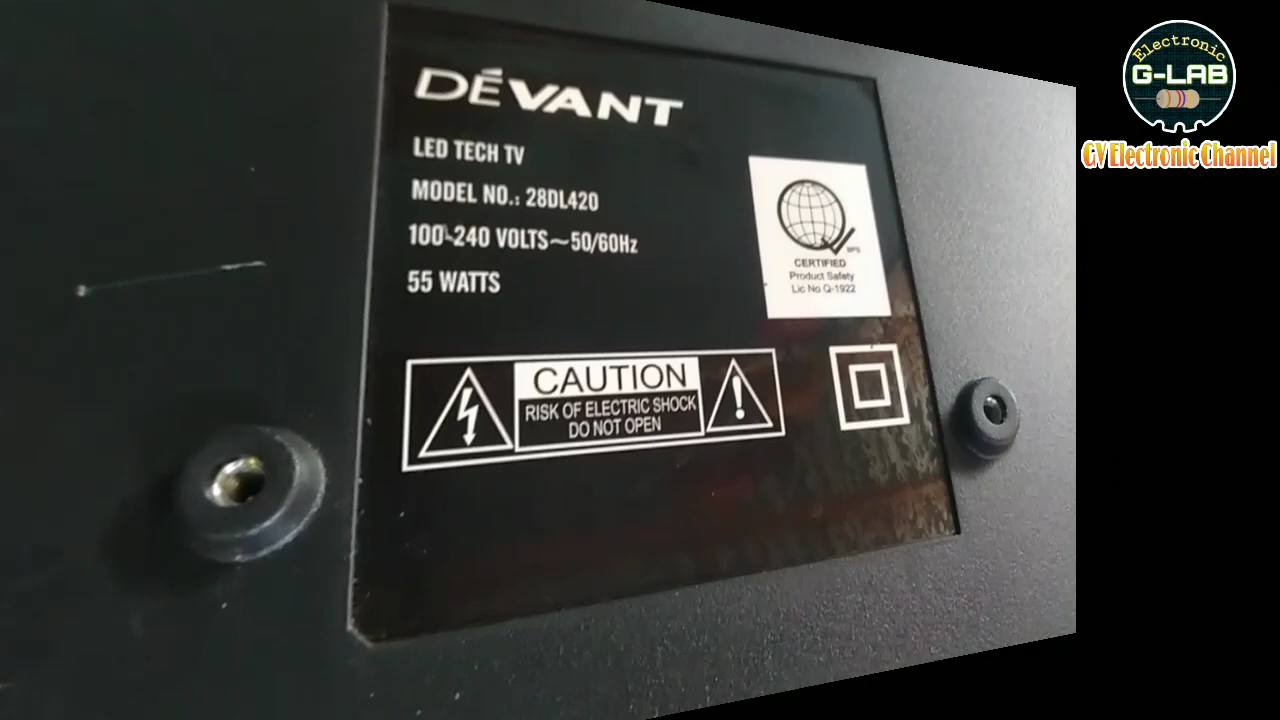 DÉVANT
LED TECH TV
MODEL NO.: 28DL420
100-240 VOLTS~50/60Hz
55 WATTS
BPS
CERTIFIED
Product Safety
Lic No Q-1922
CAUTION
RISK OF ELECTRIC SHOCK
DO NOT OPEN
Electronic
G-LAB
GV Electronic Channel